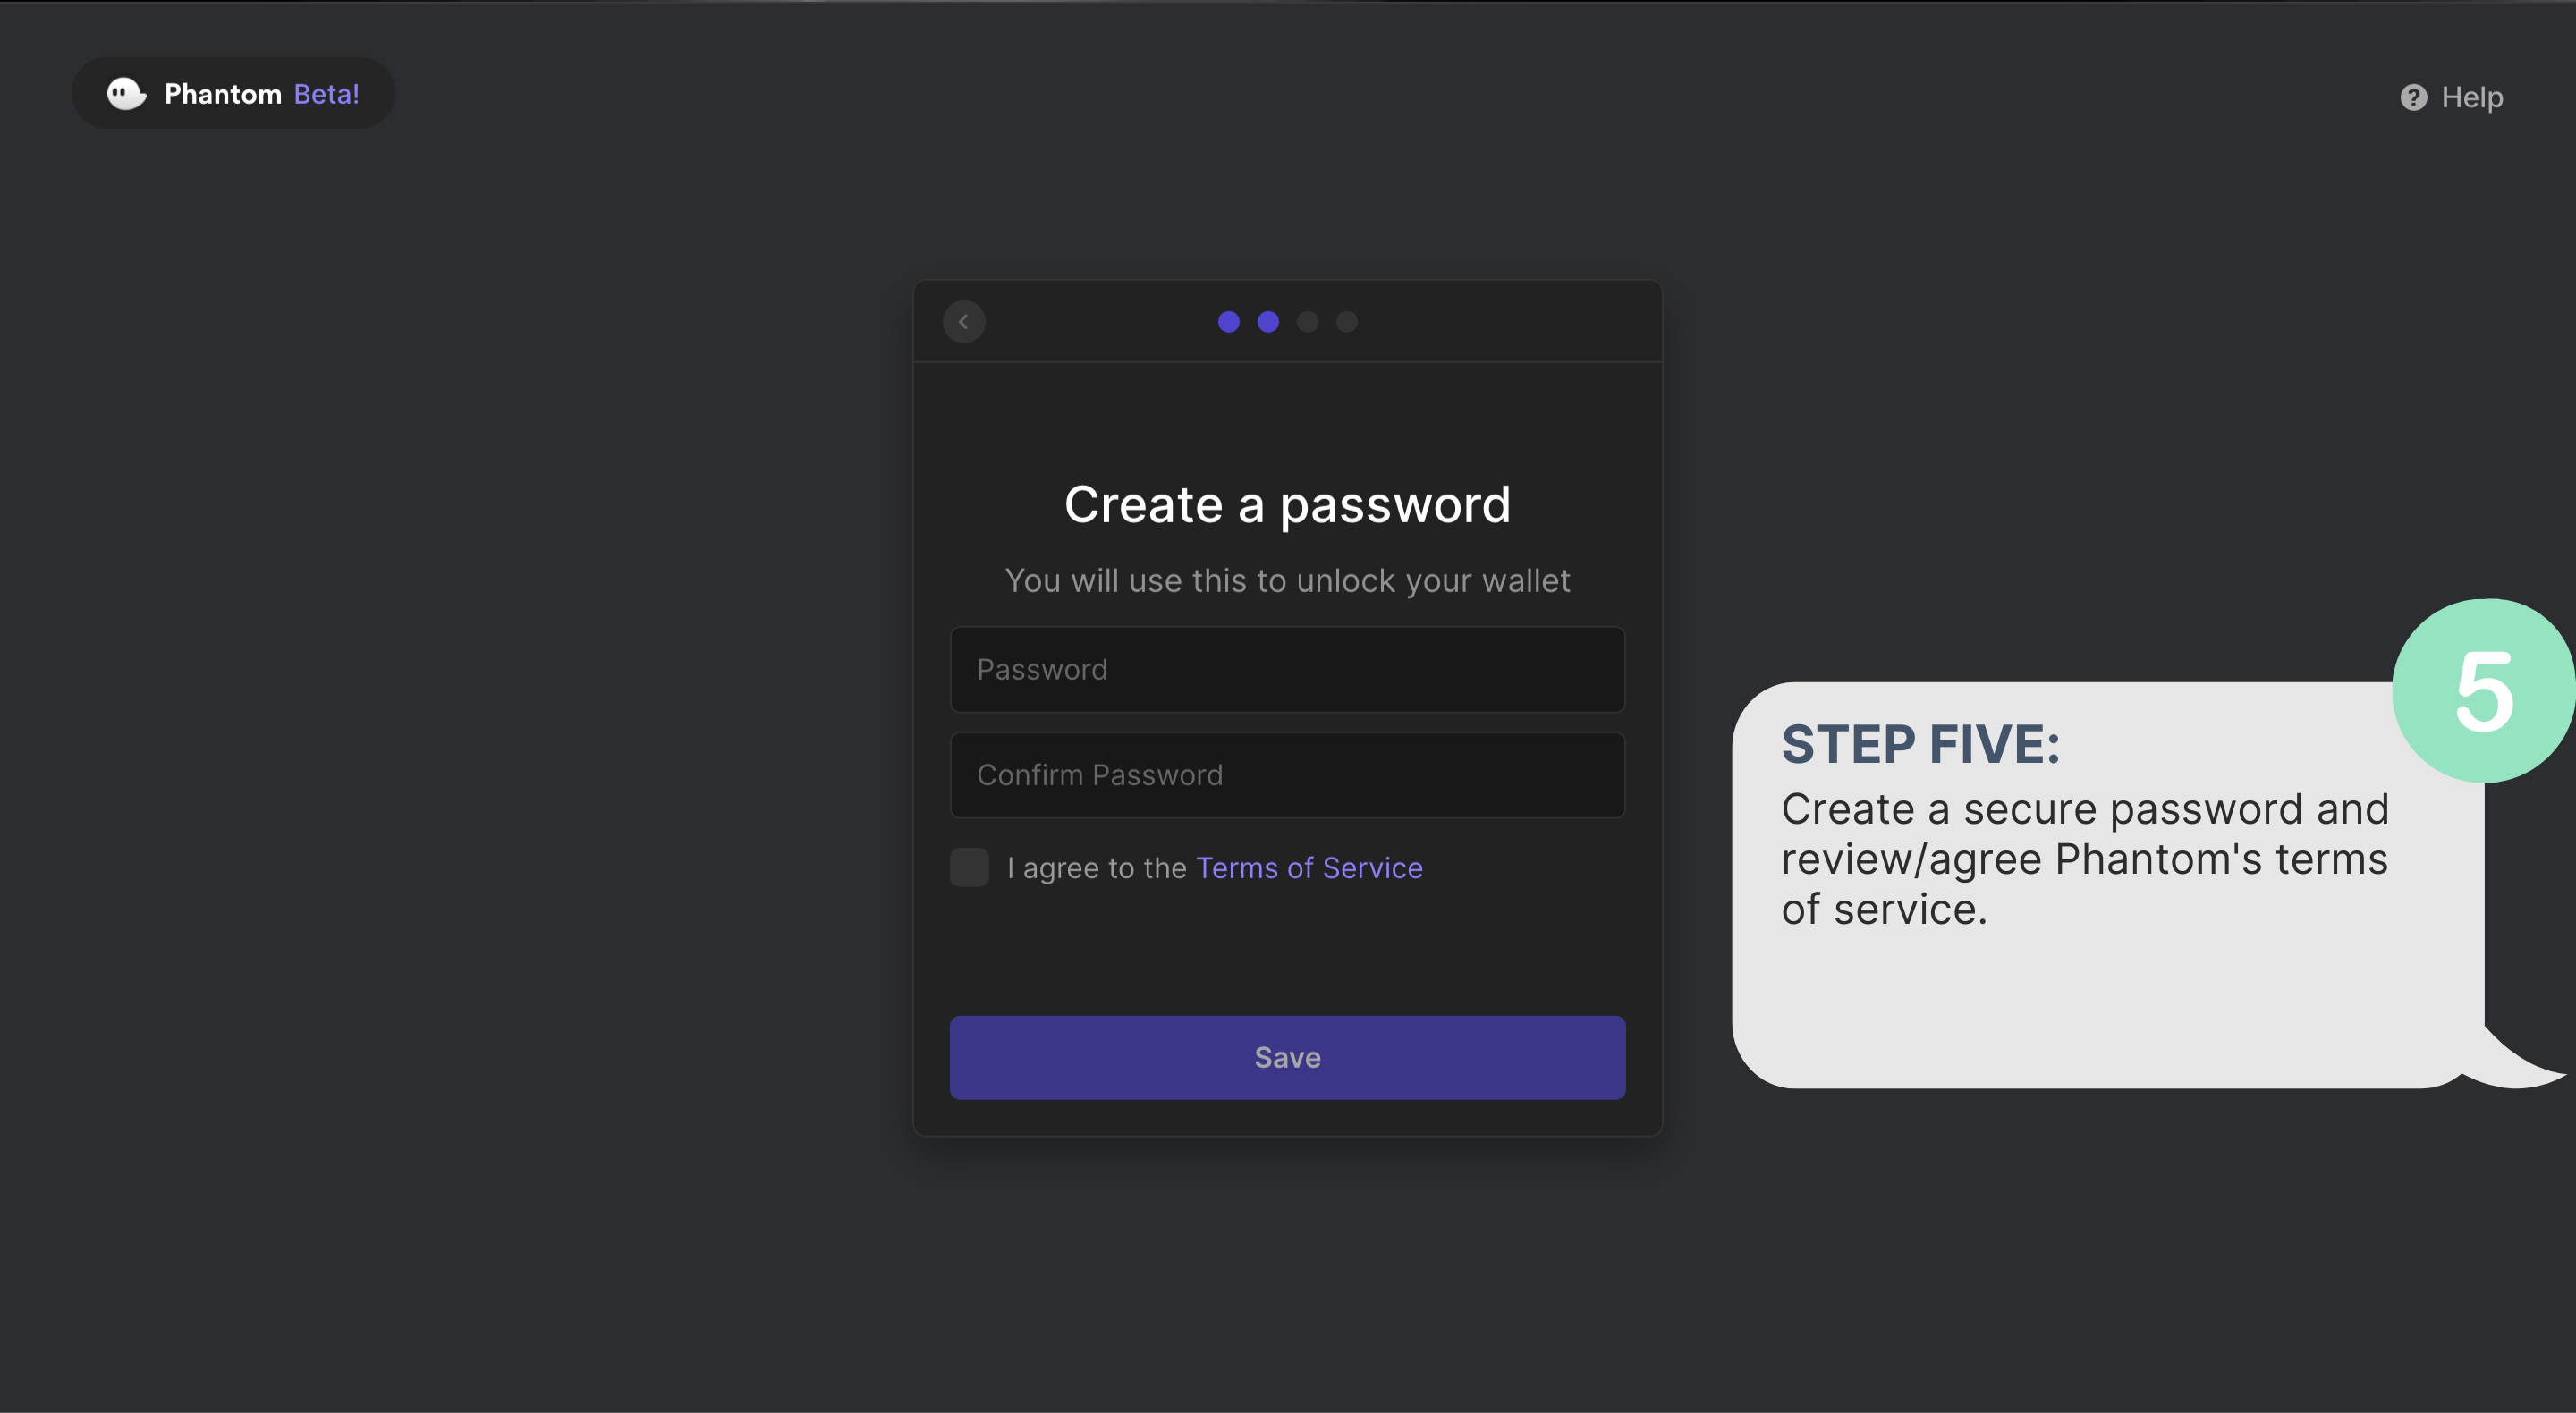 Phantom Beta!
Help
Create a password
You will use this to unlock your wallet
Password
Confirm Password
I agree to the Terms of Service
Save
5
STEP FIVE:
Create a secure password and
review/agree Phantom's terms
of service.